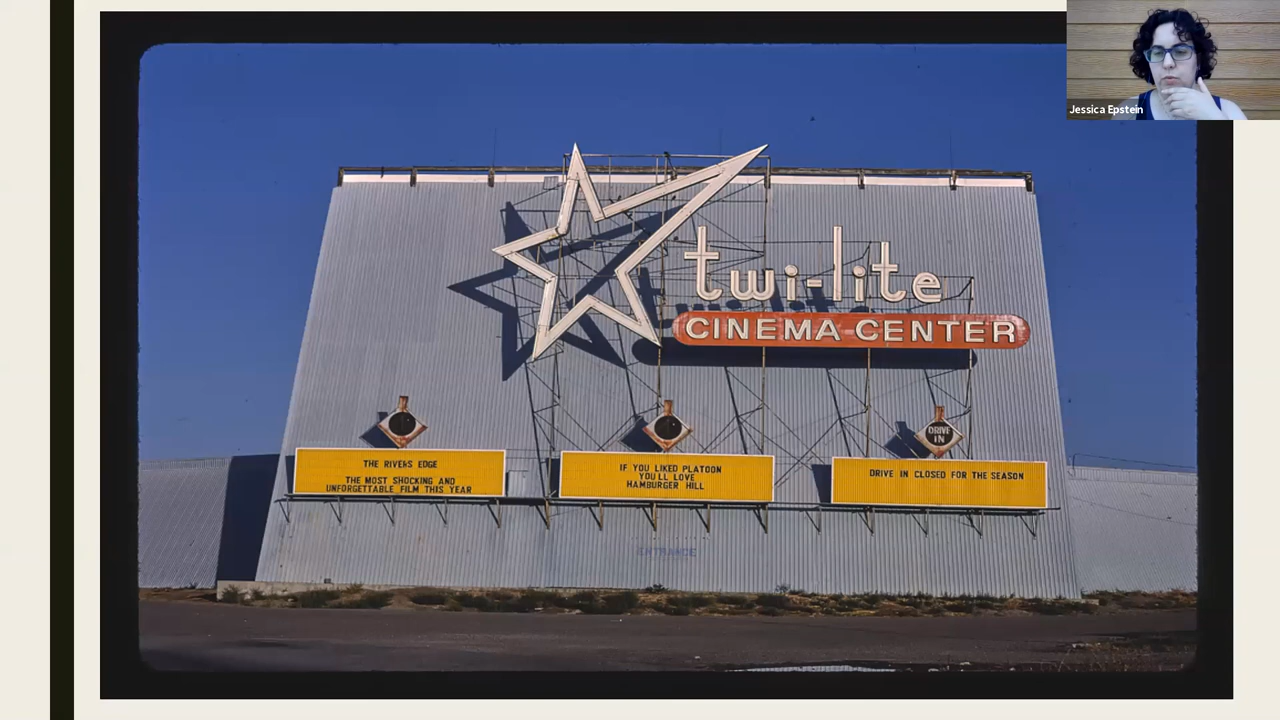 Jessica Epstein
twi-lite
CINEMA CENTER
DRIVE
IN
THE RIVERS EDGE
THE MOST SHOCKING AND
UNFORGETTABLE FILM THIS YEAR
IF YOU LIKED PLATOON
YOU'LL LOVE
HAMBURGER HILL
DRIVE IN CLOSED FOR THE SEASON
ENTRANCE